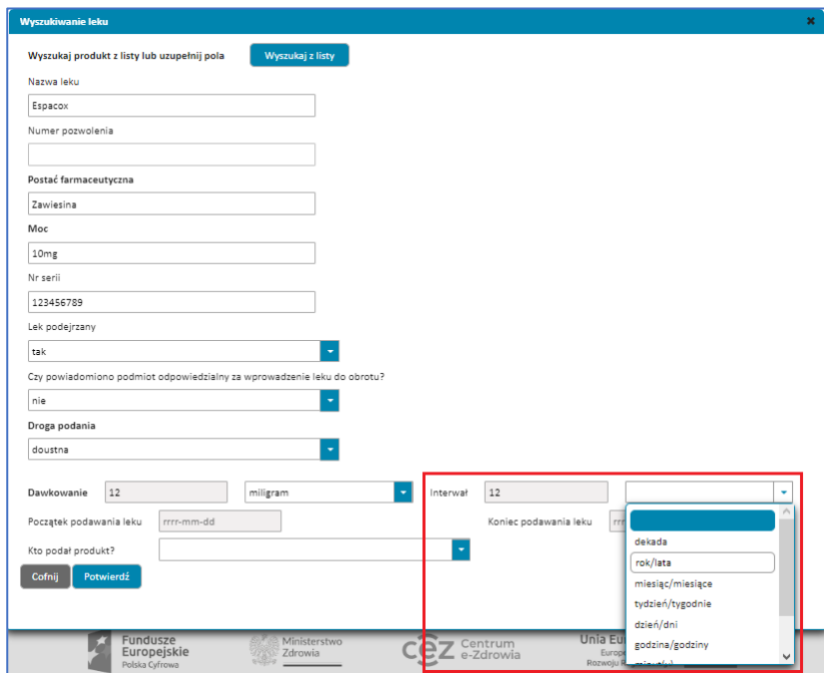 Wyszukiwanie leku
Wyszukaj produkt z listy lub uzupełnij pola
Wyszukaj z listy
Nazwa leku
Espacox
Numer pozwolenia
Postać farmaceutyczna
Zawiesina
Moc
10mg
Nr serii
123456789
Lek podejrzany
tak
Czy powiadomiono podmiot odpowiedzialny za wprowadzenie leku do obrotu?
nie
Droga podania
doustna
Dawkowanie 12 miligram Interwał 12
Początek podawania leku rrrr-mm-dd Koniec podawania leku
Kto podał produkt?
dekada
rok/lata
miesiąc/miesiące
tydzień/tygodnie
dzień/dni
godzina/godziny
Cofnij Potwierdź
Fundusze
Europejskie
Polska Cyfrowa
Ministerstwo
Zdrowia
cez Centrum
e-Zdrowia
Unia
Rozwoju